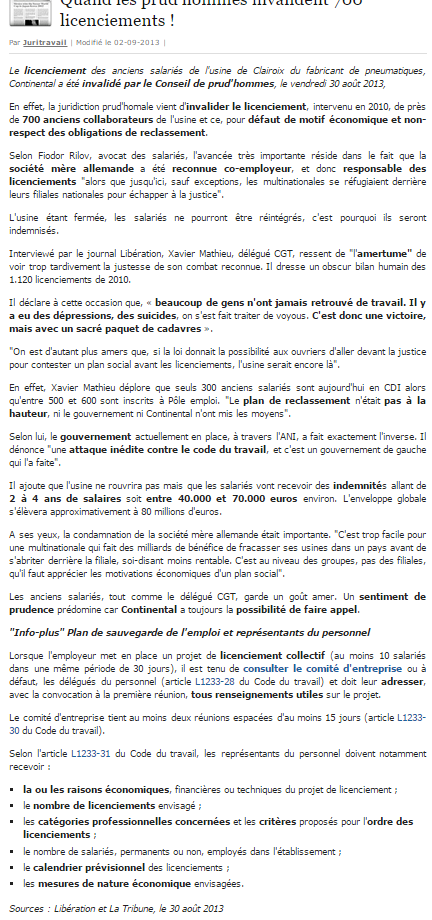 Quand les prud'hommes invalident 700
licenciements !
Par Juritravail | Modifié le 02-09-2013 |
Le licenciement des anciens salariés de l'usine de Clairoix du fabricant de pneumatiques,
Continental a été invalidé par le Conseil de prud'hommes, le vendredi 30 août 2013,
En effet, la juridiction prud'homale vient d'invalider le licenciement, intervenu en 2010, de près
de 700 anciens collaborateurs de l'usine et ce, pour défaut de motif économique et non-
respect des obligations de reclassement.
Selon Fiodor Rilov, avocat des salariés, l'avancée très importante réside dans le fait que la
société mère allemande a été reconnue co-employeur, et donc responsable des
licenciements "alors que jusqu'ici, sauf exceptions, les multinationales se réfugiaient derrière
leurs filiales nationales pour échapper à la justice".
L'usine étant fermée, les salariés ne pourront être réintégrés, c'est pourquoi ils seront
indemnisés.
Interviewé par le journal Libération, Xavier Mathieu, délégué CGT, ressent de "l'amertume" de
voir trop tardivement la justesse de son combat reconnue. Il dresse un obscur bilan humain des
1.120 licenciements de 2010.
Il déclare à cette occasion que, « beaucoup de gens n'ont jamais retrouvé de travail. Il y
a eu des dépressions, des suicides, on s'est fait traiter de voyous. C'est donc une victoire,
mais avec un sacré paquet de cadavres ».
"On est d'autant plus amers que, si la loi donnait la possibilité aux ouvriers d'aller devant la justice
pour contester un plan social avant les licenciements, l'usine serait encore là".
En effet, Xavier Mathieu déplore que seuls 300 anciens salariés sont aujourd'hui en CDI alors
qu'entre 500 et 600 sont inscrits à Pôle emploi. "Le plan de reclassement n'était pas à la
hauteur, ni le gouvernement ni Continental n'ont mis les moyens".
Selon lui, le gouvernement actuellement en place, à travers l'ANI, a fait exactement l'inverse. Il
dénonce "une attaque inédite contre le code du travail, et c'est un gouvernement de gauche
qui l'a faite".
Il ajoute que l'usine ne rouvrira pas mais que les salariés vont recevoir des indemnités allant de
2 à 4 ans de salaires soit entre 40.000 et 70.000 euros environ. L'enveloppe globale
s'élèvera approximativement à 80 millions d'euros.
A ses yeux, la condamnation de la société mère allemande était importante. "C'est trop facile pour
une multinationale qui fait des milliards de bénéfice de fracasser ses usines dans un pays avant de
s'abriter derrière la filiale, soi-disant moins rentable. C'est au niveau des groupes, pas des filiales,
qu'il faut apprécier les motivations économiques d'un plan social".
Les anciens salariés, tout comme le délégué CGT, garde un goût amer. Un sentiment de
prudence prédomine car Continental a toujours la possibilité de faire appel.
"Info-plus" Plan de sauvegarde de l'emploi et représentants du personnel
Lorsque l'employeur met en place un projet de licenciement collectif (au moins 10 salariés
dans une même période de 30 jours), il est tenu de consulter le comité d'entreprise ou à
défaut, les délégués du personnel (article L1233-28 du Code du travail) et doit leur adresser,
avec la convocation à la première réunion, tous renseignements utiles sur le projet.
Le comité d'entreprise tient au moins deux réunions espacées d'au moins 15 jours (article L1233-
30 du Code du travail).
Selon l'article L1233-31 du Code du travail, les représentants du personnel doivent notamment
recevoir :
▪ la ou les raisons économiques, financières ou techniques du projet de licenciement ;
▪ le nombre de licenciements envisagé ;
▪ les catégories professionnelles concernées et les critères proposés pour l'ordre des
licenciements ;
▪ le nombre de salariés, permanents ou non, employés dans l'établissement ;
▪ le calendrier prévisionnel des licenciements ;
▪ les mesures de nature économique envisagées.
Sources : Libération et La Tribune, le 30 août 2013